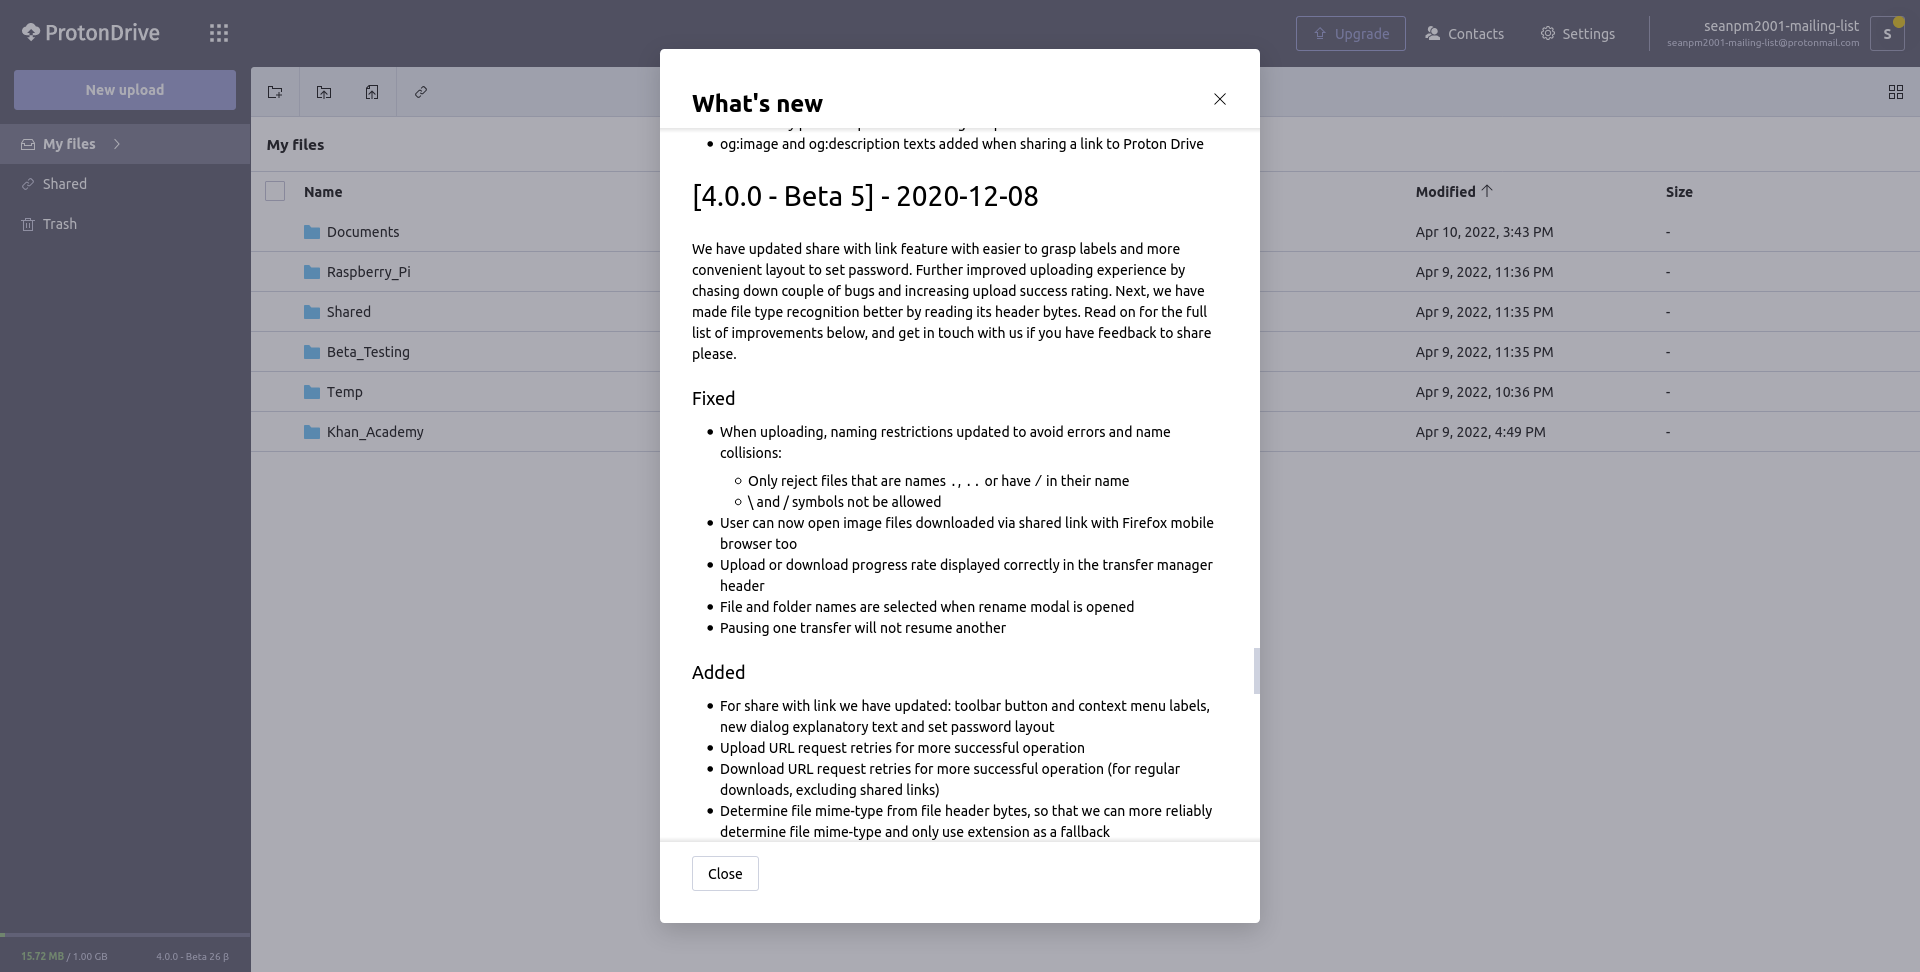 ProtonDrive
Upgrade
Contacts
Settings
seanpm2001-mailing-list
seanpm2001-mailing-list@protonmail.com
S
New upload
My files
Shared
Trash
15.72 MB / 1.00 GB
4.0.0 - Beta 26 β
My files
Name
Modified
Size
Documents
Apr 10, 2022, 3:43 PM
-
Raspberry_Pi
Apr 9, 2022, 11:36 PM
-
Shared
Apr 9, 2022, 11:35 PM
-
Beta_Testing
Apr 9, 2022, 11:35 PM
-
Temp
Apr 9, 2022, 10:36 PM
-
Khan_Academy
Apr 9, 2022, 4:49 PM
-
What's new
• og:image and og:description texts added when sharing a link to Proton Drive
[4.0.0 - Beta 5] - 2020-12-08
We have updated share with link feature with easier to grasp labels and more
convenient layout to set password. Further improved uploading experience by
chasing down couple of bugs and increasing upload success rating. Next, we have
made file type recognition better by reading its header bytes. Read on for the full
list of improvements below, and get in touch with us if you have feedback to share
please.
Fixed
• When uploading, naming restrictions updated to avoid errors and name
collisions:
◦ Only reject files that are names ., .. or have / in their name
◦ \ and / symbols not be allowed
• User can now open image files downloaded via shared link with Firefox mobile
browser too
• Upload or download progress rate displayed correctly in the transfer manager
header
• File and folder names are selected when rename modal is opened
• Pausing one transfer will not resume another
Added
• For share with link we have updated: toolbar button and context menu labels,
new dialog explanatory text and set password layout
• Upload URL request retries for more successful operation
• Download URL request retries for more successful operation (for regular
downloads, excluding shared links)
• Determine file mime-type from file header bytes, so that we can more reliably
determine file mime-type and only use extension as a fallback
Close